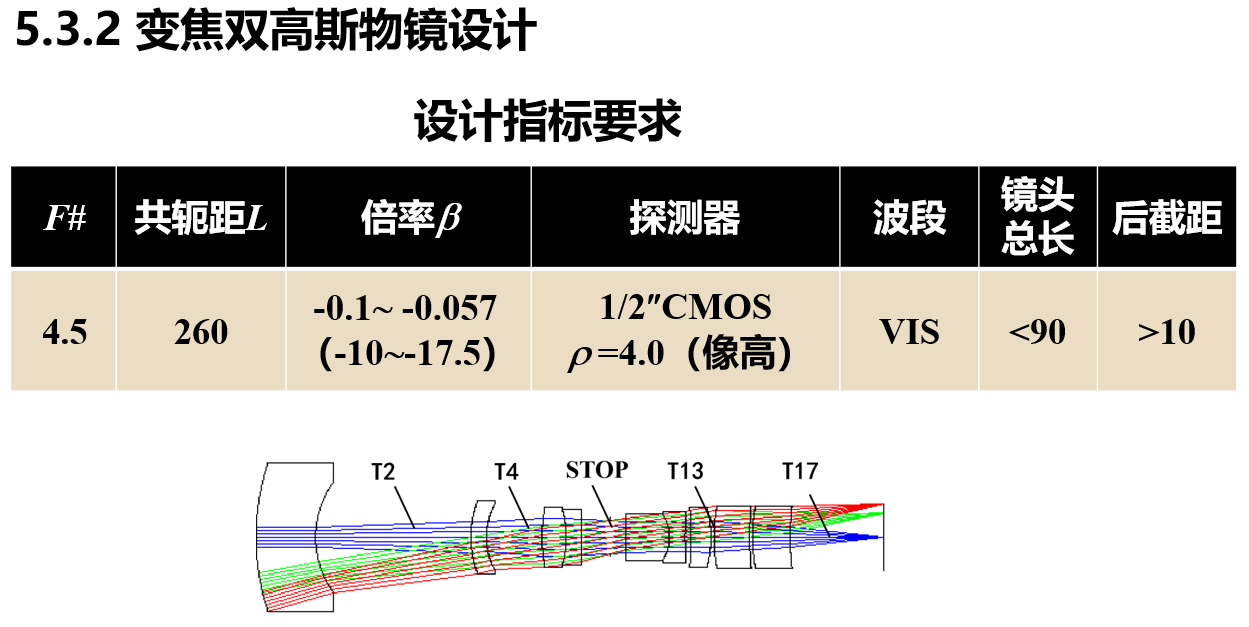 5.3.2 变焦双高斯物镜设计
设计指标要求
F# 共轭距L 倍率β 探测器 波段 镜头总长 后截距
4.5 260 -0.1~ -0.057 (-10~-17.5) 1/2″CMOS ρ=4.0(像高) VIS <90 >10
T2 T4 STOP T13 T17